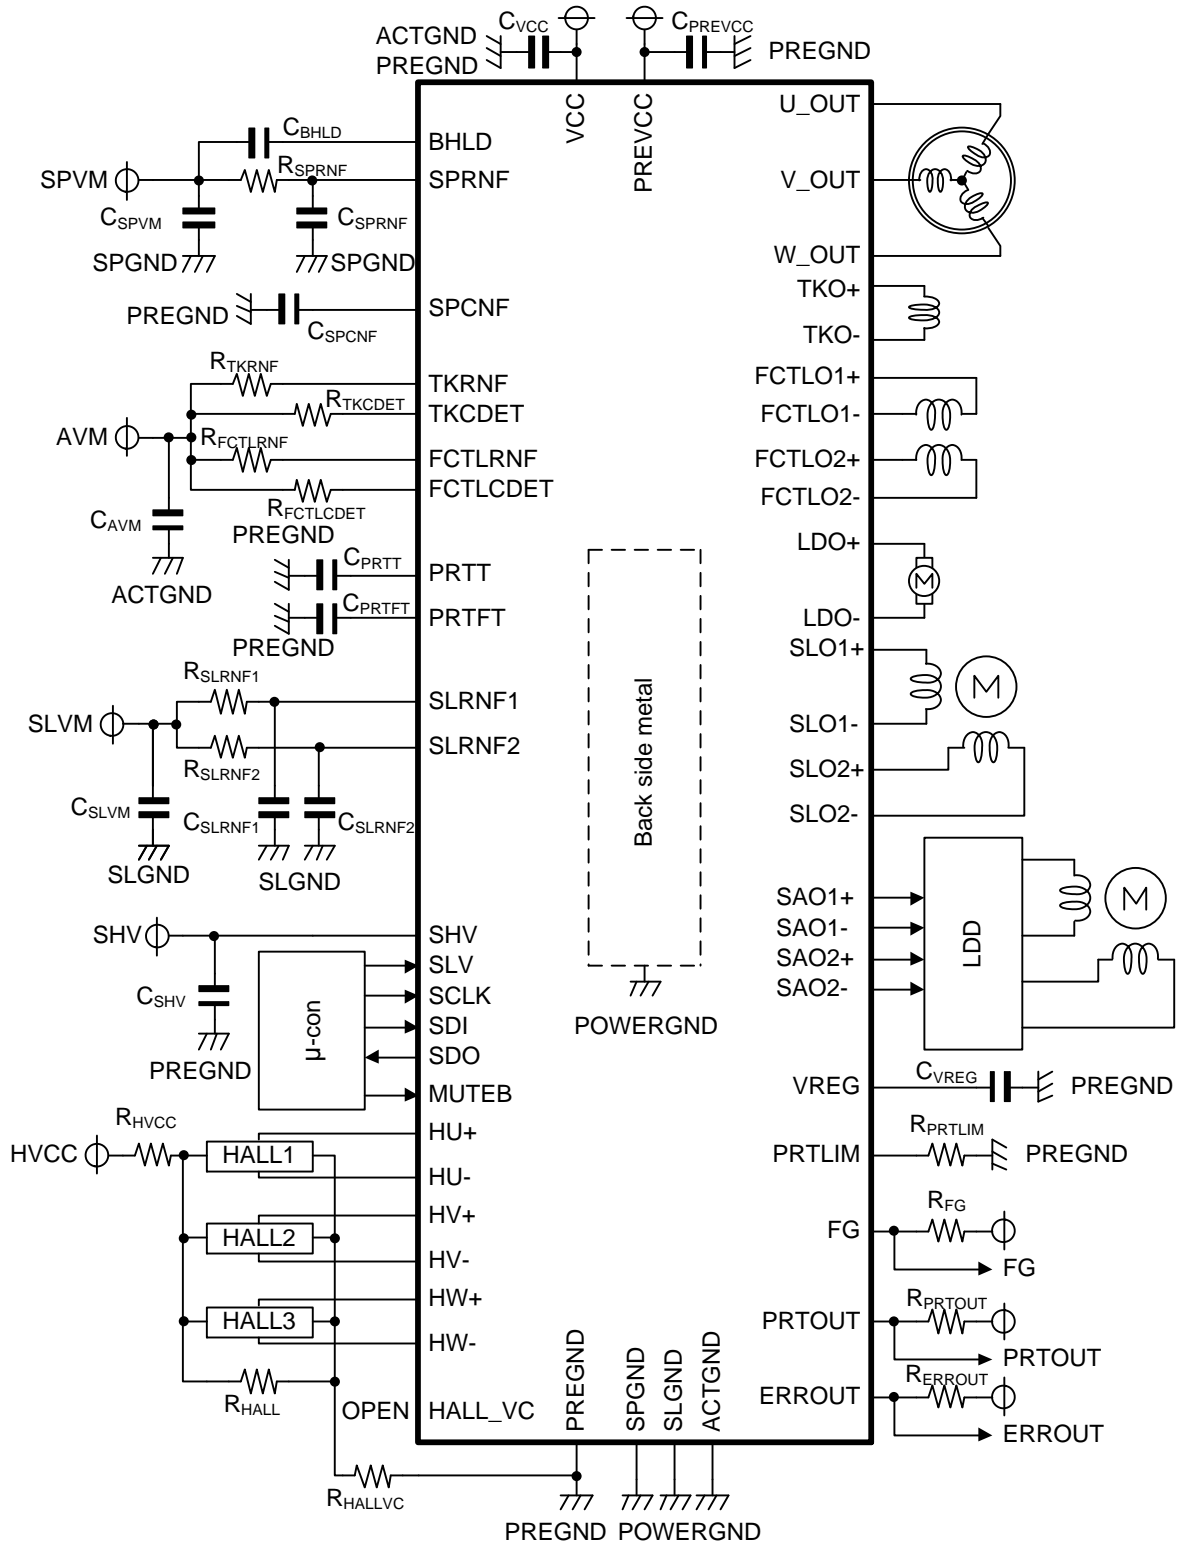 ACTGND
PREGND
CVCC
CPREVCC
PREGND
VCC
PREVCC
CBHLD
BHLD
SPVM
RSPRNF
SPRNF
CSPVM
CSPRNF
SPGND
SPGND
PREGND
CSPCNF
SPCNF
RTKRNF
TKRNF
RTKCDET
TKCDET
AVM
RFCTLRNF
FCTLRNF
RFCTLCDET
FCTLCDET
CAVM
ACTGND
PREGND
CPRTT
PRTT
CPRTFT
PRTFT
PREGND
RSLRNF1
SLRNF1
SLVM
RSLRNF2
SLRNF2
CSLVM
CSLRNF1
CSLRNF2
SLGND
SLGND
SHV
SHV
CSHV
PREGND
µ-con
SLV
SCLK
SDI
SDO
MUTEB
HVCC
RHVCC
HALL1
HU+
HU-
HALL2
HV+
HV-
HALL3
HW+
HW-
RHALL
OPEN
HALL_VC
RHALLVC
PREGND
SPGND
SLGND
ACTGND
PREGND
POWERGND
Back side metal
POWERGND
U_OUT
V_OUT
W_OUT
TKO+
TKO-
FCTLO1+
FCTLO1-
FCTLO2+
FCTLO2-
LDO+
M
LDO-
SLO1+
M
SLO1-
SLO2+
SLO2-
SAO1+
SAO1-
SAO2+
SAO2-
LDD
M
VREG
CVREG
PREGND
PRTLIM
RPRTLIM
PREGND
FG
RFG
FG
PRTOUT
RPRTOUT
PRTOUT
ERROUT
RERROUT
ERROUT